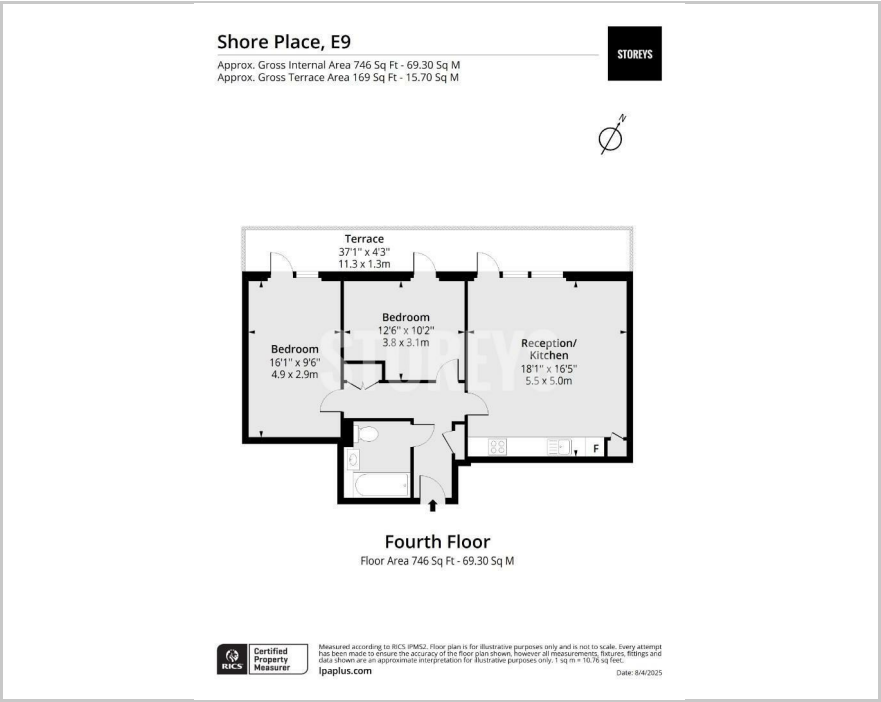 Shore Place, E9
Approx. Gross Internal Area 746 Sq Ft - 69.30 Sq M
Approx. Gross Terrace Area 169 Sq Ft - 15.70 Sq M
STOREYS
N
Terrace
37'1" x 4'3"
11.3 x 1.3m
Bedroom
12'6" x 10'2"
3.8 x 3.1m
Bedroom
16'1" x 9'6"
4.9 x 2.9m
Reception/
Kitchen
18'1" x 16'5"
5.5 x 5.0m
STOREYS
F
Fourth Floor
Floor Area 746 Sq Ft - 69.30 Sq M
RICS
Certified
Property
Measurer
Measured according to RICS IPMS2. Floor plan is for illustrative purposes only and is not to scale. Every attempt
has been made to ensure the accuracy of the floor plan shown, however all measurements, fixtures, fittings and
data shown are an approximate interpretation for illustrative purposes only. 1 sq m = 10.76 sq feet.
lpaplus.com
Date: 8/4/2025